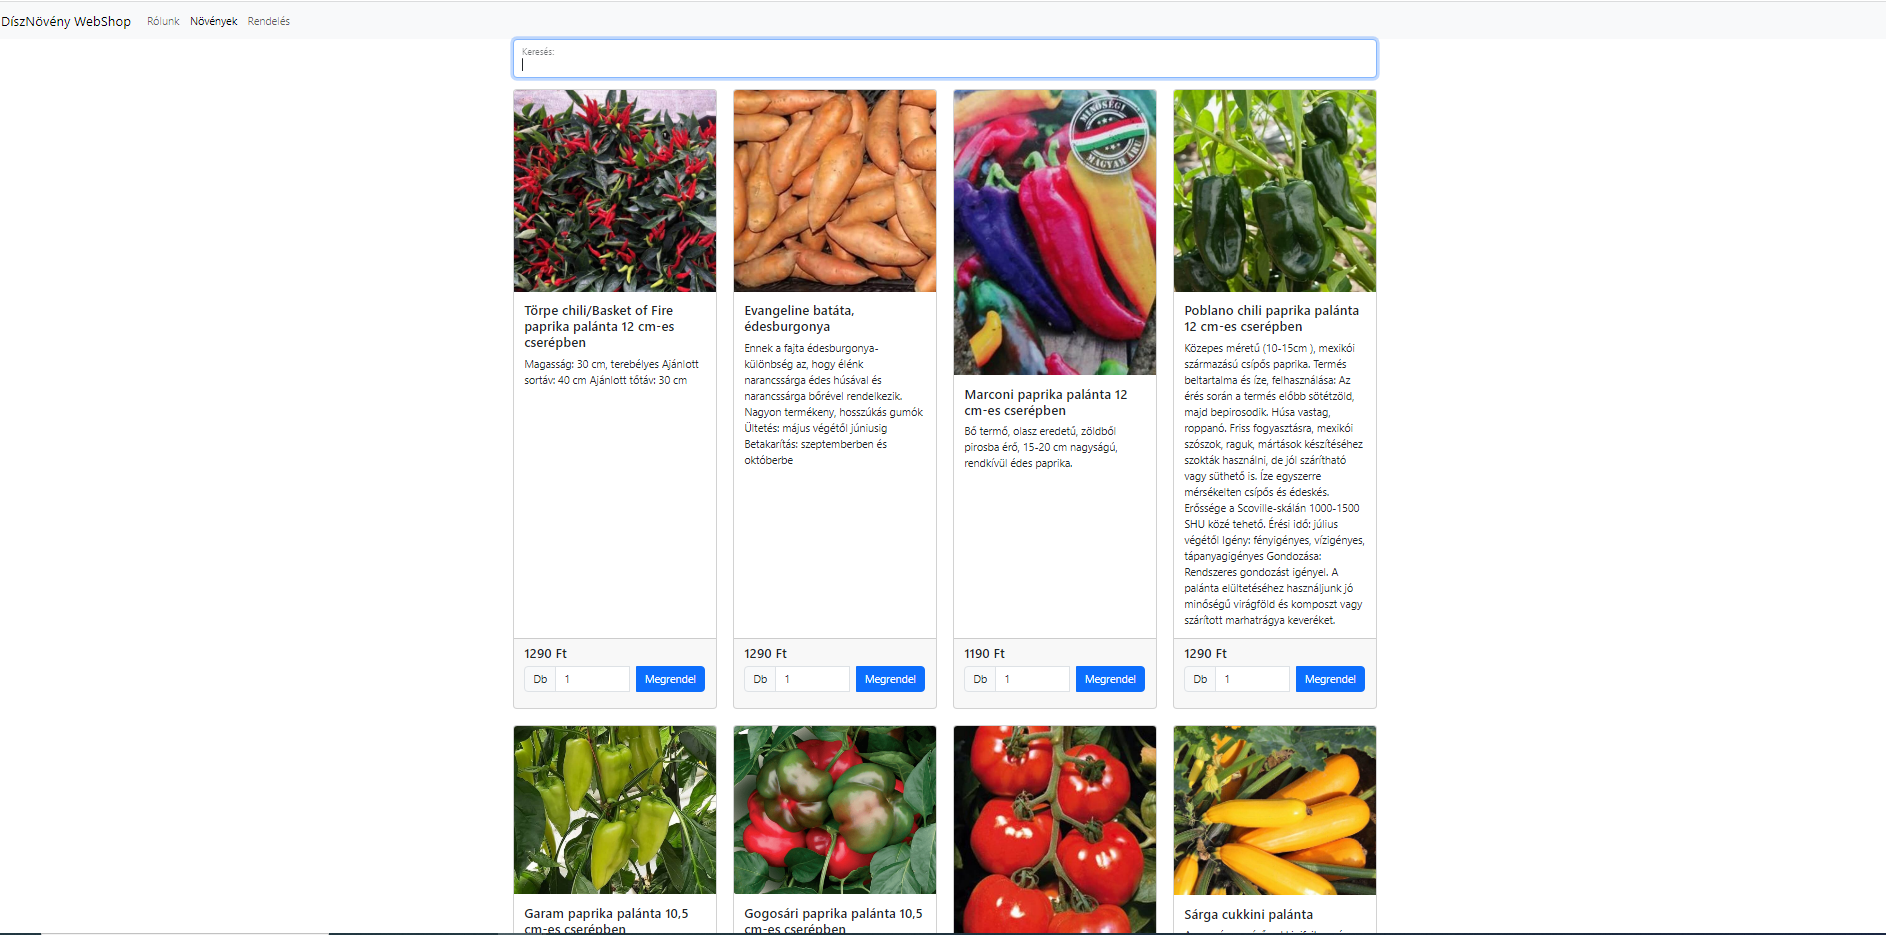 DíszNövény WebShop Rólunk Növények Rendelés
Keresés:
Törpe chili/Basket of Fire
paprika palánta 12 cm-es
cserépben
Magasság: 30 cm, terebélyes Ajánlott
sortáv: 40 cm Ajánlott tőtáv: 30 cm
1290 Ft
Db 1 Megrendel
Evangeline batáta,
édesburgonya
Ennek a fajta édesburgonya-
különbség az, hogy élénk
narancssárga édes húsával és
narancssárga bőrével rendelkezik.
Nagyon termékeny, hosszúkás gumók
Ültetés: május végétől júniusig
Betakarítás: szeptemberben és
októberbe
1290 Ft
Db 1 Megrendel
MINŐSÉGI
MAGYAR ÁRU
Marconi paprika palánta 12
cm-es cserépben
Bő termő, olasz eredetű, zöldből
pirosba érő, 15-20 cm nagyságú,
rendkívül édes paprika.
1190 Ft
Db 1 Megrendel
Poblano chili paprika palánta
12 cm-es cserépben
Közepes méretű (10-15cm ), mexikói
származású csípős paprika. Termés
beltartalma és íze, felhasználása: Az
érés során a termés előbb sötétzöld,
majd bepirosodik. Húsa vastag,
roppanó. Friss fogyasztásra, mexikói
szószok, raguk, mártások készítéséhez
szokták használni, de jól szárítható
vagy süthető is. Íze egyszerre
mérsékelten csípős és édeskés.
Erőssége a Scoville-skálán 1000-1500
SHU közé tehető. Érési idő: július
végétől Igény: fényigényes, vízigényes,
tápanyagigényes Gondozása:
Rendszeres gondozást igényel. A
palánta elültetéséhez használjunk jó
minőségű virágföld és komposzt vagy
szárított marhatrágya keveréket.
1290 Ft
Db 1 Megrendel
Garam paprika palánta 10,5
cm-es cserépben
Gogosári paprika palánta 10,5
cm-es cserépben
Sárga cukkini palánta